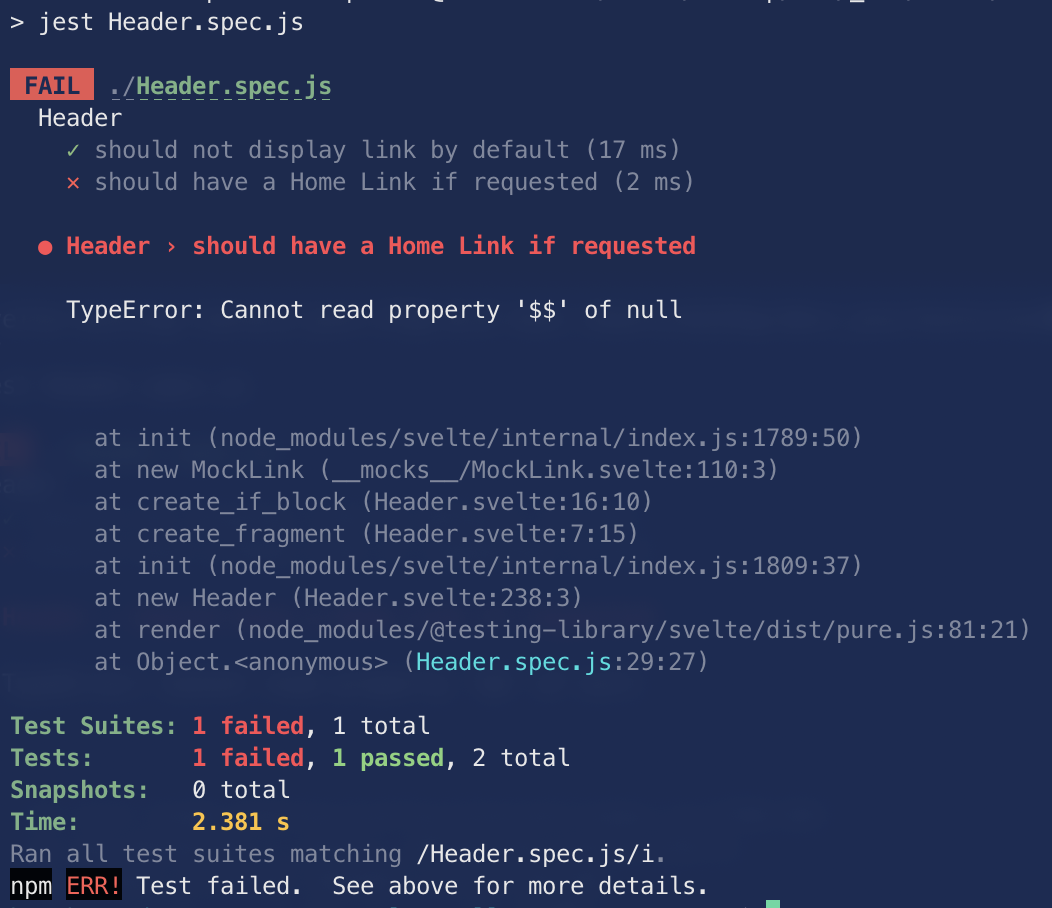 > jest Header.spec.js
FAIL ./Header.spec.js
Header
✓ should not display link by default (17 ms)
✕ should have a Home Link if requested (2 ms)
● Header › should have a Home Link if requested
TypeError: Cannot read property '$$' of null
at init (node_modules/svelte/internal/index.js:1789:50)
at new MockLink (__mocks__/MockLink.svelte:110:3)
at create_if_block (Header.svelte:16:10)
at create_fragment (Header.svelte:7:15)
at init (node_modules/svelte/internal/index.js:1809:37)
at new Header (Header.svelte:238:3)
at render (node_modules/@testing-library/svelte/dist/pure.js:81:21)
at Object.<anonymous> (Header.spec.js:29:27)
Test Suites: 1 failed, 1 total
Tests: 1 failed, 1 passed, 2 total
Snapshots: 0 total
Time: 2.381 s
Ran all test suites matching /Header.spec.js/i.
npm ERR! Test failed. See above for more details.